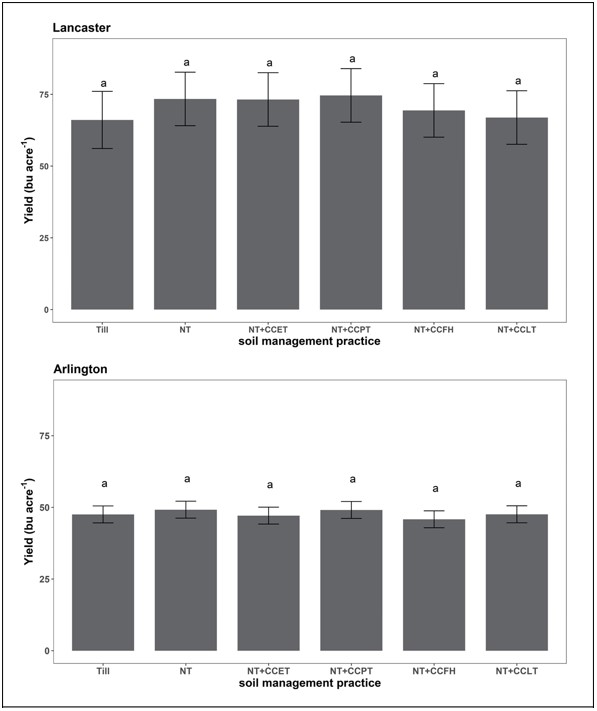 Lancaster
a a a a a a
75
50
25
0
Yield (bu acre⁻¹)
Till NT NT+CCET NT+CCPT NT+CCFH NT+CCLT
soil management practice
Arlington
75
a a a a a a
50
25
0
Yield (bu acre⁻¹)
Till NT NT+CCET NT+CCPT NT+CCFH NT+CCLT
soil management practice